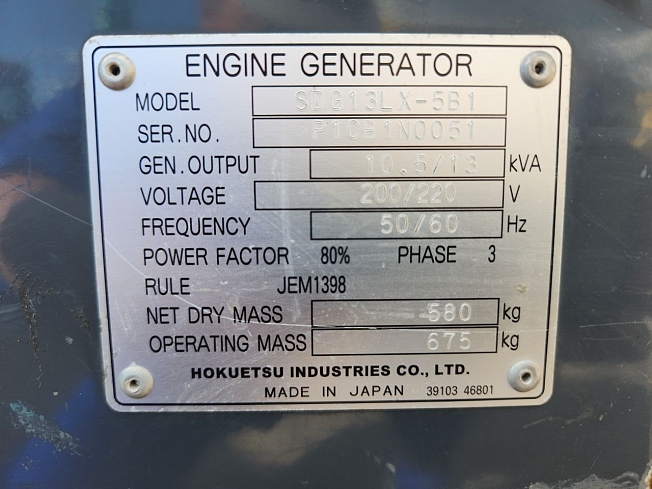 ENGINE GENERATOR
MODEL SDG13LX-5B1
SER.NO.
GEN.OUTPUT 10.5/13 kVA
VOLTAGE 200/220 V
FREQUENCY 50/60 Hz
POWER FACTOR 80% PHASE 3
RULE JEM1398
NET DRY MASS 580 kg
OPERATING MASS 675 kg
HOKUETSU INDUSTRIES CO., LTD.
MADE IN JAPAN 39103 46801